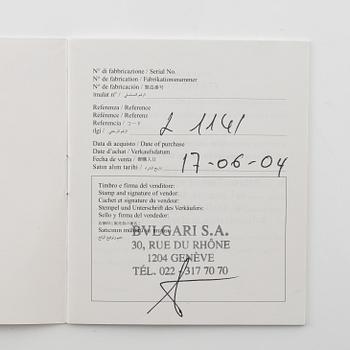 N° di fabbricazione / Serial No.
N° de fabrication / Fabrikationsnummer
N° de fabricación / 製造番号
imalat n° /
Referenza / Reference
Référence / Referenz
Referencia / コード
ilgi / L 1141
Data di acquisto / Date of purchase
Date d'achat / Verkaufsdatum
Fecha de venta / 御購入日
Satın alım tarihi / 17-06-04
Timbro e firma del venditore:
Stamp and signature of vendor:
Cachet et signature du vendeur:
Stempel und Unterschrift des Verkäufers:
Sello y firma del vendedor:
Satıcının
BVLGARI S.A.
30, RUE DU RHÔNE
1204 GENÈVE
TÉL. 022 - 317 70 70